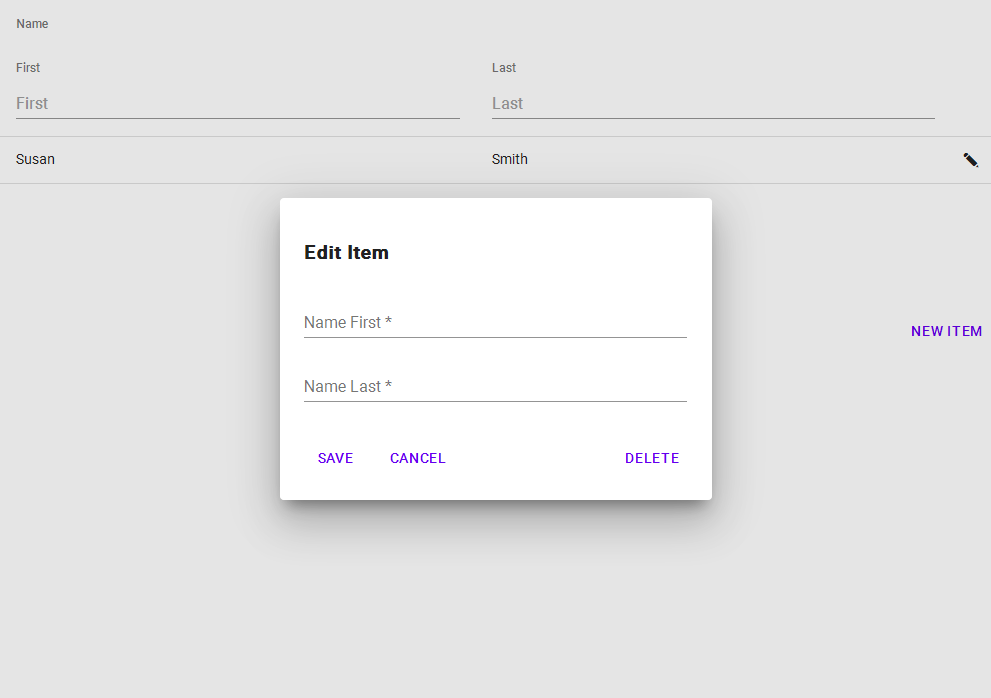 Name
First Last
First Last
Susan Smith
Edit Item
Name First *
NEW ITEM
Name Last *
SAVE CANCEL DELETE